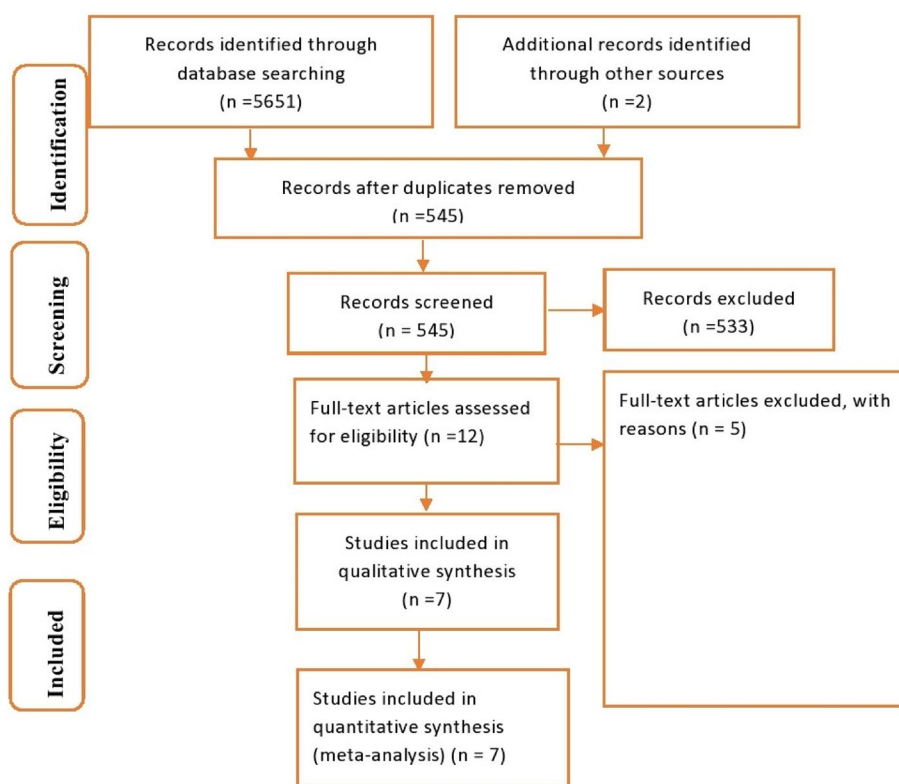 Records identified through
database searching
(n =5651)
Additional records identified
through other sources
(n =2)
Identification
Records after duplicates removed
(n =545)
Screening
Records screened
(n = 545)
Records excluded
(n =533)
Eligibility
Full-text articles assessed
for eligibility (n =12)
Full-text articles excluded, with
reasons (n = 5)
Studies included in
qualitative synthesis
(n =7)
Included
Studies included in
quantitative synthesis
(meta-analysis) (n = 7)